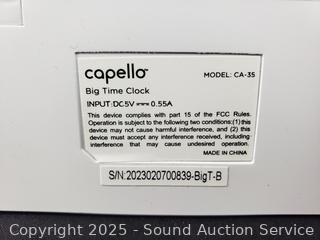 capello™
MODEL: CA-35
Big Time Clock
INPUT:DC5V ⎓ 0.55A
This device complies with part 15 of the FCC Rules.
Operation is subject to the following two conditions:(1)this
device may not cause harmful interference, and (2) this
device must accept any interference received, including
interference that may cause undesired operation.
MADE IN CHINA
S/N:2023020700839-BigT-B
Copyright 2025 - Sound Auction Service